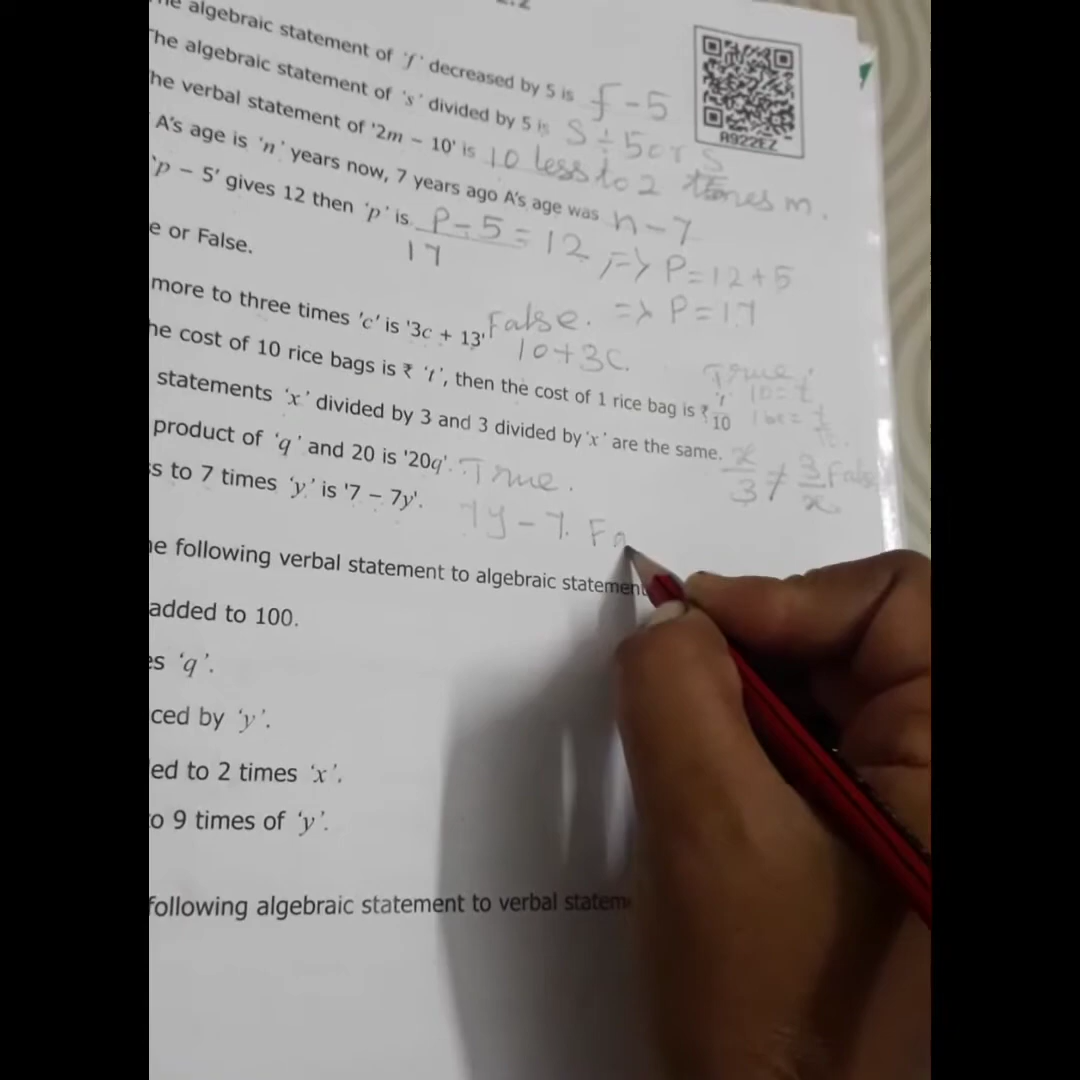 algebraic statement of 'f' decreased by 5 is f - 5
The algebraic statement of 's' divided by 5 is s ÷ 5 or s
The verbal statement of '2m – 10' is 10 less to 2 times m.
A's age is 'n' years now, 7 years ago A's age was n - 7
'p – 5' gives 12 then 'p' is P - 5 = 12, => P = 12 + 5
17
=> P = 17
e or False.
more to three times 'c' is '3c + 13' False.
10 + 3C.
he cost of 10 rice bags is ₹ 't', then the cost of 1 rice bag is ₹ t/10 True
10 = t
statements 'x' divided by 3 and 3 divided by 'x' are the same. x/3 ≠ 3/x False
product of 'q' and 20 is '20q'. True.
s to 7 times 'y' is '7 – 7y'. 7y - 7. Fa
he following verbal statement to algebraic statement
added to 100.
es 'q'.
ced by 'y'.
ed to 2 times 'x'.
o 9 times of 'y'.
following algebraic statement to verbal statem
A922EZ